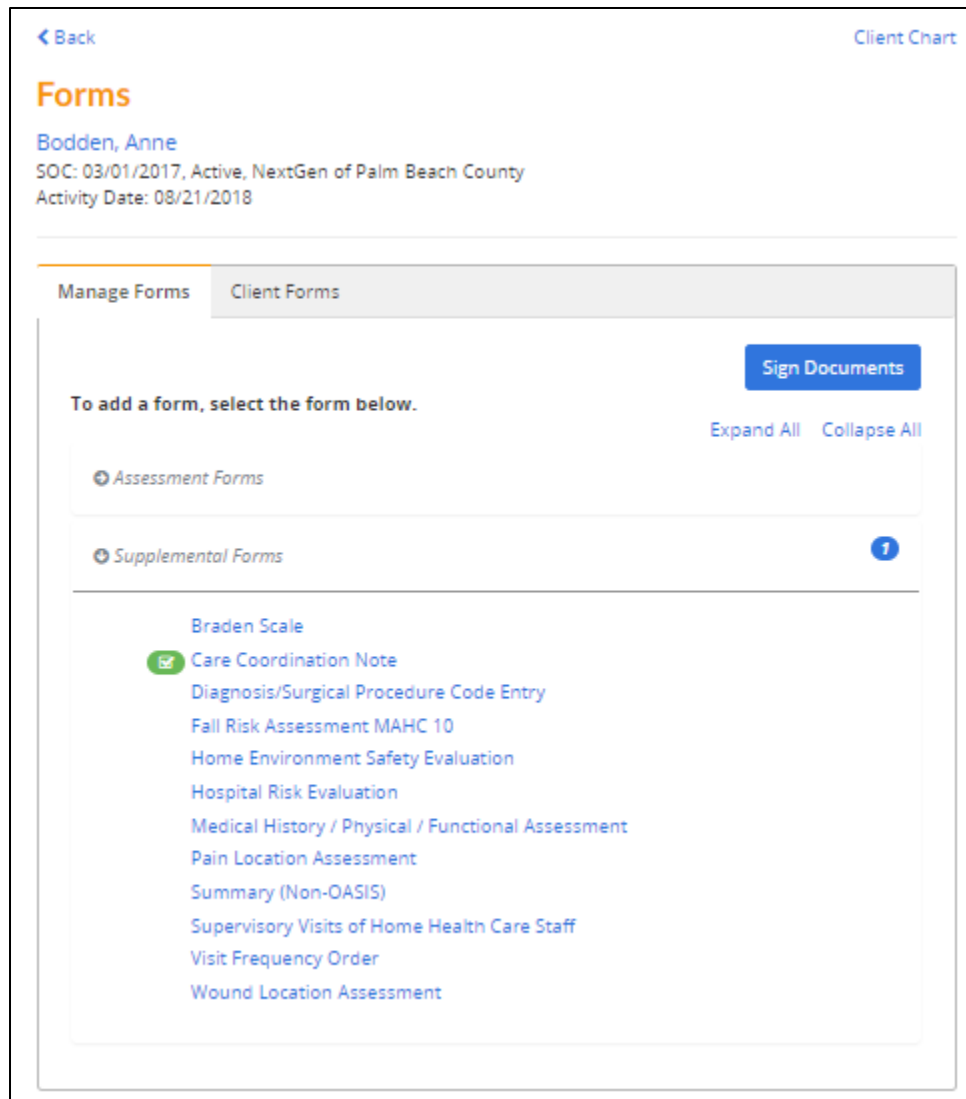 Back
Client Chart
Forms
Bodden, Anne
SOC: 03/01/2017, Active, NextGen of Palm Beach County
Activity Date: 08/21/2018
Manage Forms
Client Forms
Sign Documents
To add a form, select the form below.
Expand All
Collapse All
Assessment Forms
Supplemental Forms
1
Braden Scale
Care Coordination Note
Diagnosis/Surgical Procedure Code Entry
Fall Risk Assessment MAHC 10
Home Environment Safety Evaluation
Hospital Risk Evaluation
Medical History / Physical / Functional Assessment
Pain Location Assessment
Summary (Non-OASIS)
Supervisory Visits of Home Health Care Staff
Visit Frequency Order
Wound Location Assessment